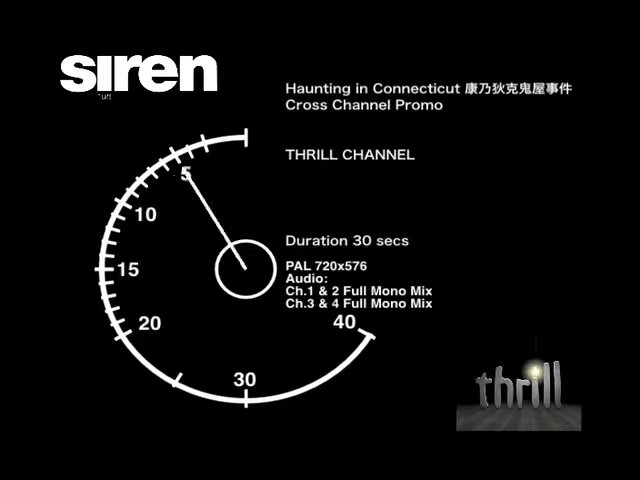 siren
Haunting in Connecticut 康乃狄克鬼屋事件
Cross Channel Promo
THRILL CHANNEL
5
10
15
20
30
40
Duration 30 secs
PAL 720x576
Audio:
Ch.1 & 2 Full Mono Mix
Ch.3 & 4 Full Mono Mix
thrill